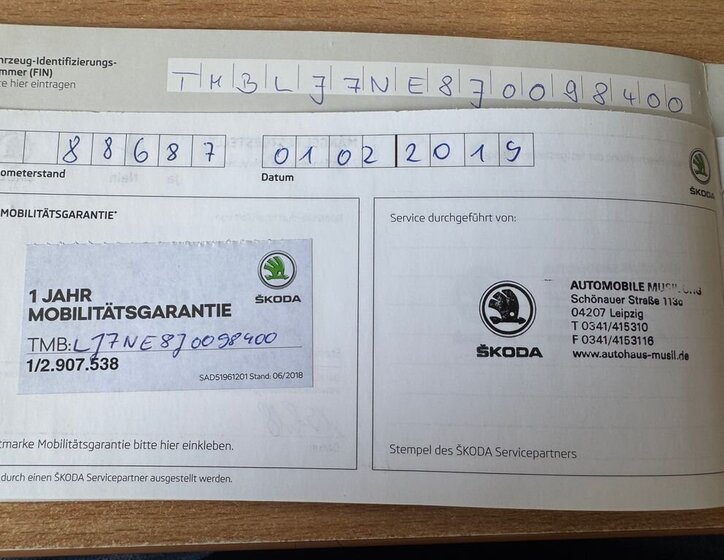 hrzeug-Identifizierungs-
mmer (FIN)
te hier eintragen
TMBLJ7NE8J0098400
88687
01022019
ometerstand
Datum
ŠKODA
MOBILITÄTSGARANTIE*
1 JAHR
MOBILITÄTSGARANTIE
ŠKODA
TMB:LJ7NE8J0098400
1/2.907.538
SAD51961201 Stand: 06/2018
tmarke Mobilitätsgarantie bitte hier einkleben.
durch einen ŠKODA Servicepartner ausgestellt werden.
Service durchgeführt von:
ŠKODA
AUTOMOBILE
Schönauer Straße
04207 Leipzig
T 0341/415310
F 0341/4153116
www.autohaus-musil.de
Stempel des ŠKODA Servicepartners